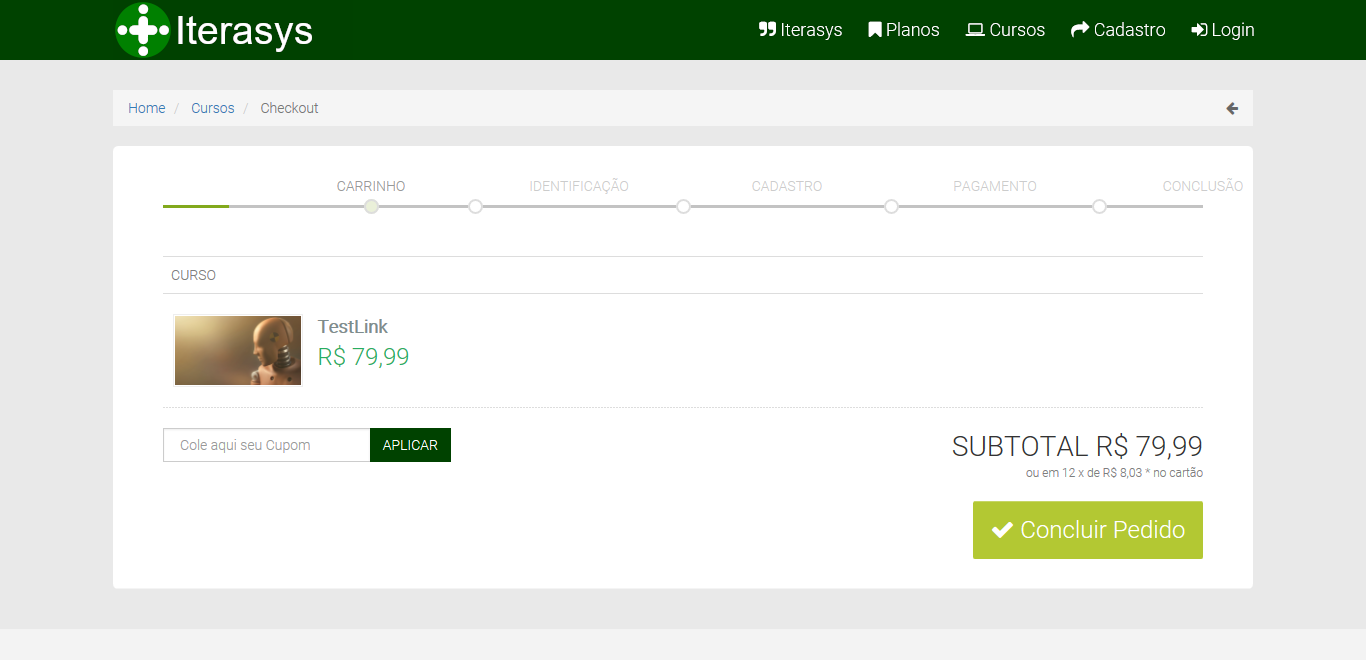 Iterasys
Iterasys Planos Cursos Cadastro Login
Home / Cursos / Checkout
CARRINHO IDENTIFICAÇÃO CADASTRO PAGAMENTO CONCLUSÃO
CURSO
TestLink
R$ 79,99
Cole aqui seu Cupom APLICAR
SUBTOTAL R$ 79,99
ou em 12 x de R$ 8,03 * no cartão
Concluir Pedido